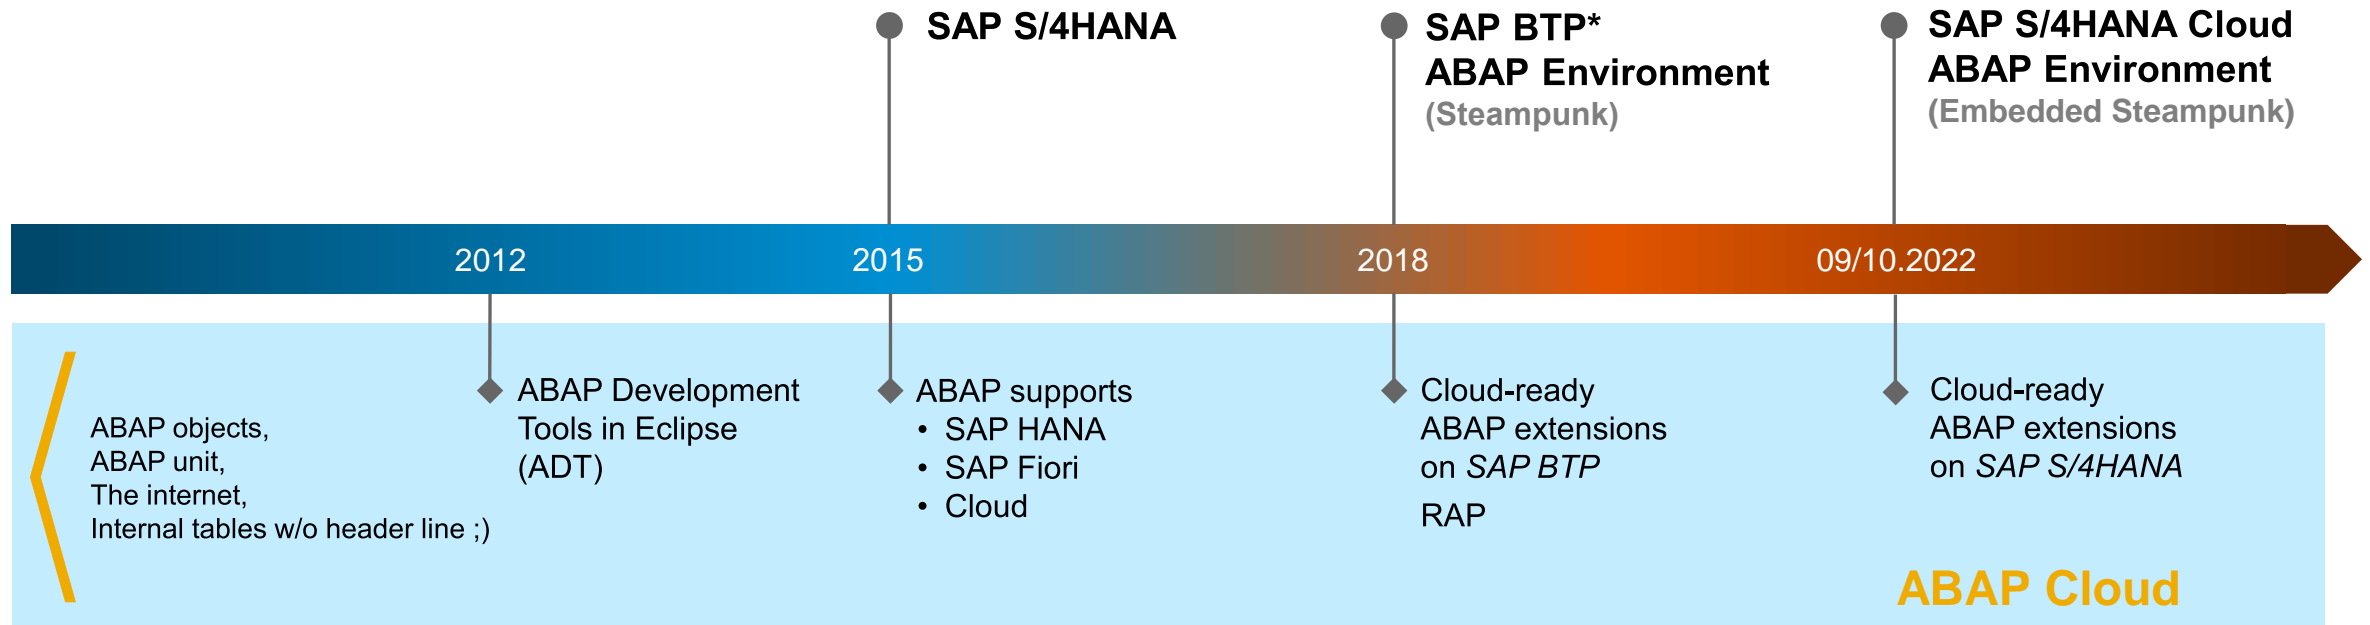 SAP S/4HANA
SAP BTP*
ABAP Environment
(Steampunk)
SAP S/4HANA Cloud
ABAP Environment
(Embedded Steampunk)
2012
2015
2018
09/10.2022
ABAP objects,
ABAP unit,
The internet,
Internal tables w/o header line ;)
ABAP Development
Tools in Eclipse
(ADT)
ABAP supports
• SAP HANA
• SAP Fiori
• Cloud
Cloud-ready
ABAP extensions
on SAP BTP
RAP
Cloud-ready
ABAP extensions
on SAP S/4HANA
ABAP Cloud